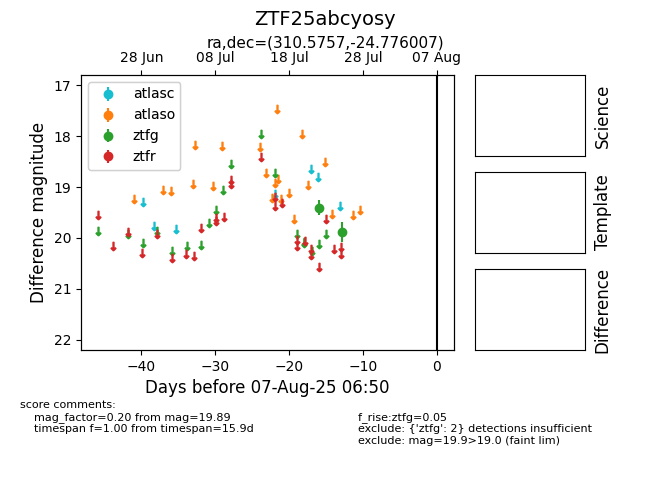 ZTF25abcyosy
ra,dec=(310.5757,-24.776007)
28 Jun 08 Jul 18 Jul 28 Jul 07 Aug
17
18
19
20
21
22
Difference magnitude
atlasc
atlaso
ztfg
ztfr
−40 −30 −20 −10 0
Days before 07-Aug-25 06:50
Science
Template
Difference
score comments:
mag_factor=0.20 from mag=19.89
timespan f=1.00 from timespan=15.9d
f_rise:ztfg=0.05
exclude: {'ztfg': 2} detections insufficient
exclude: mag=19.9>19.0 (faint lim)